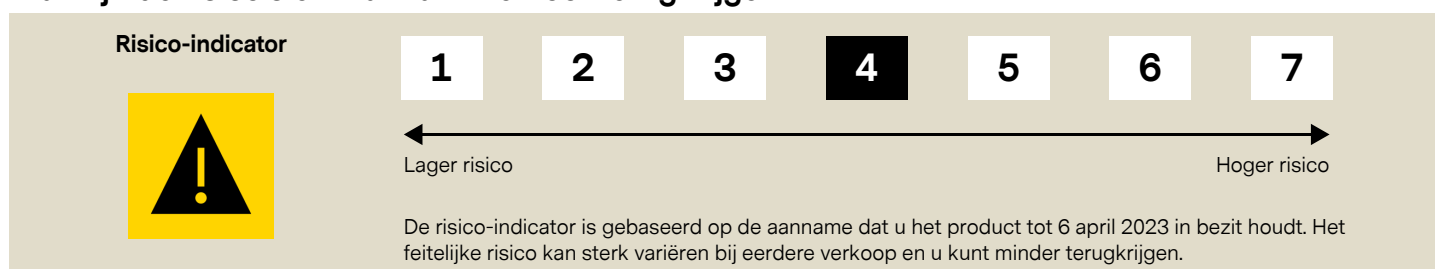 Risico-indicator
1 2 3 4 5 6 7
Lager risico Hoger risico
De risico-indicator is gebaseerd op de aanname dat u het product tot 6 april 2023 in bezit houdt. Het
feitelijke risico kan sterk variëren bij eerdere verkoop en u kunt minder terugkrijgen.